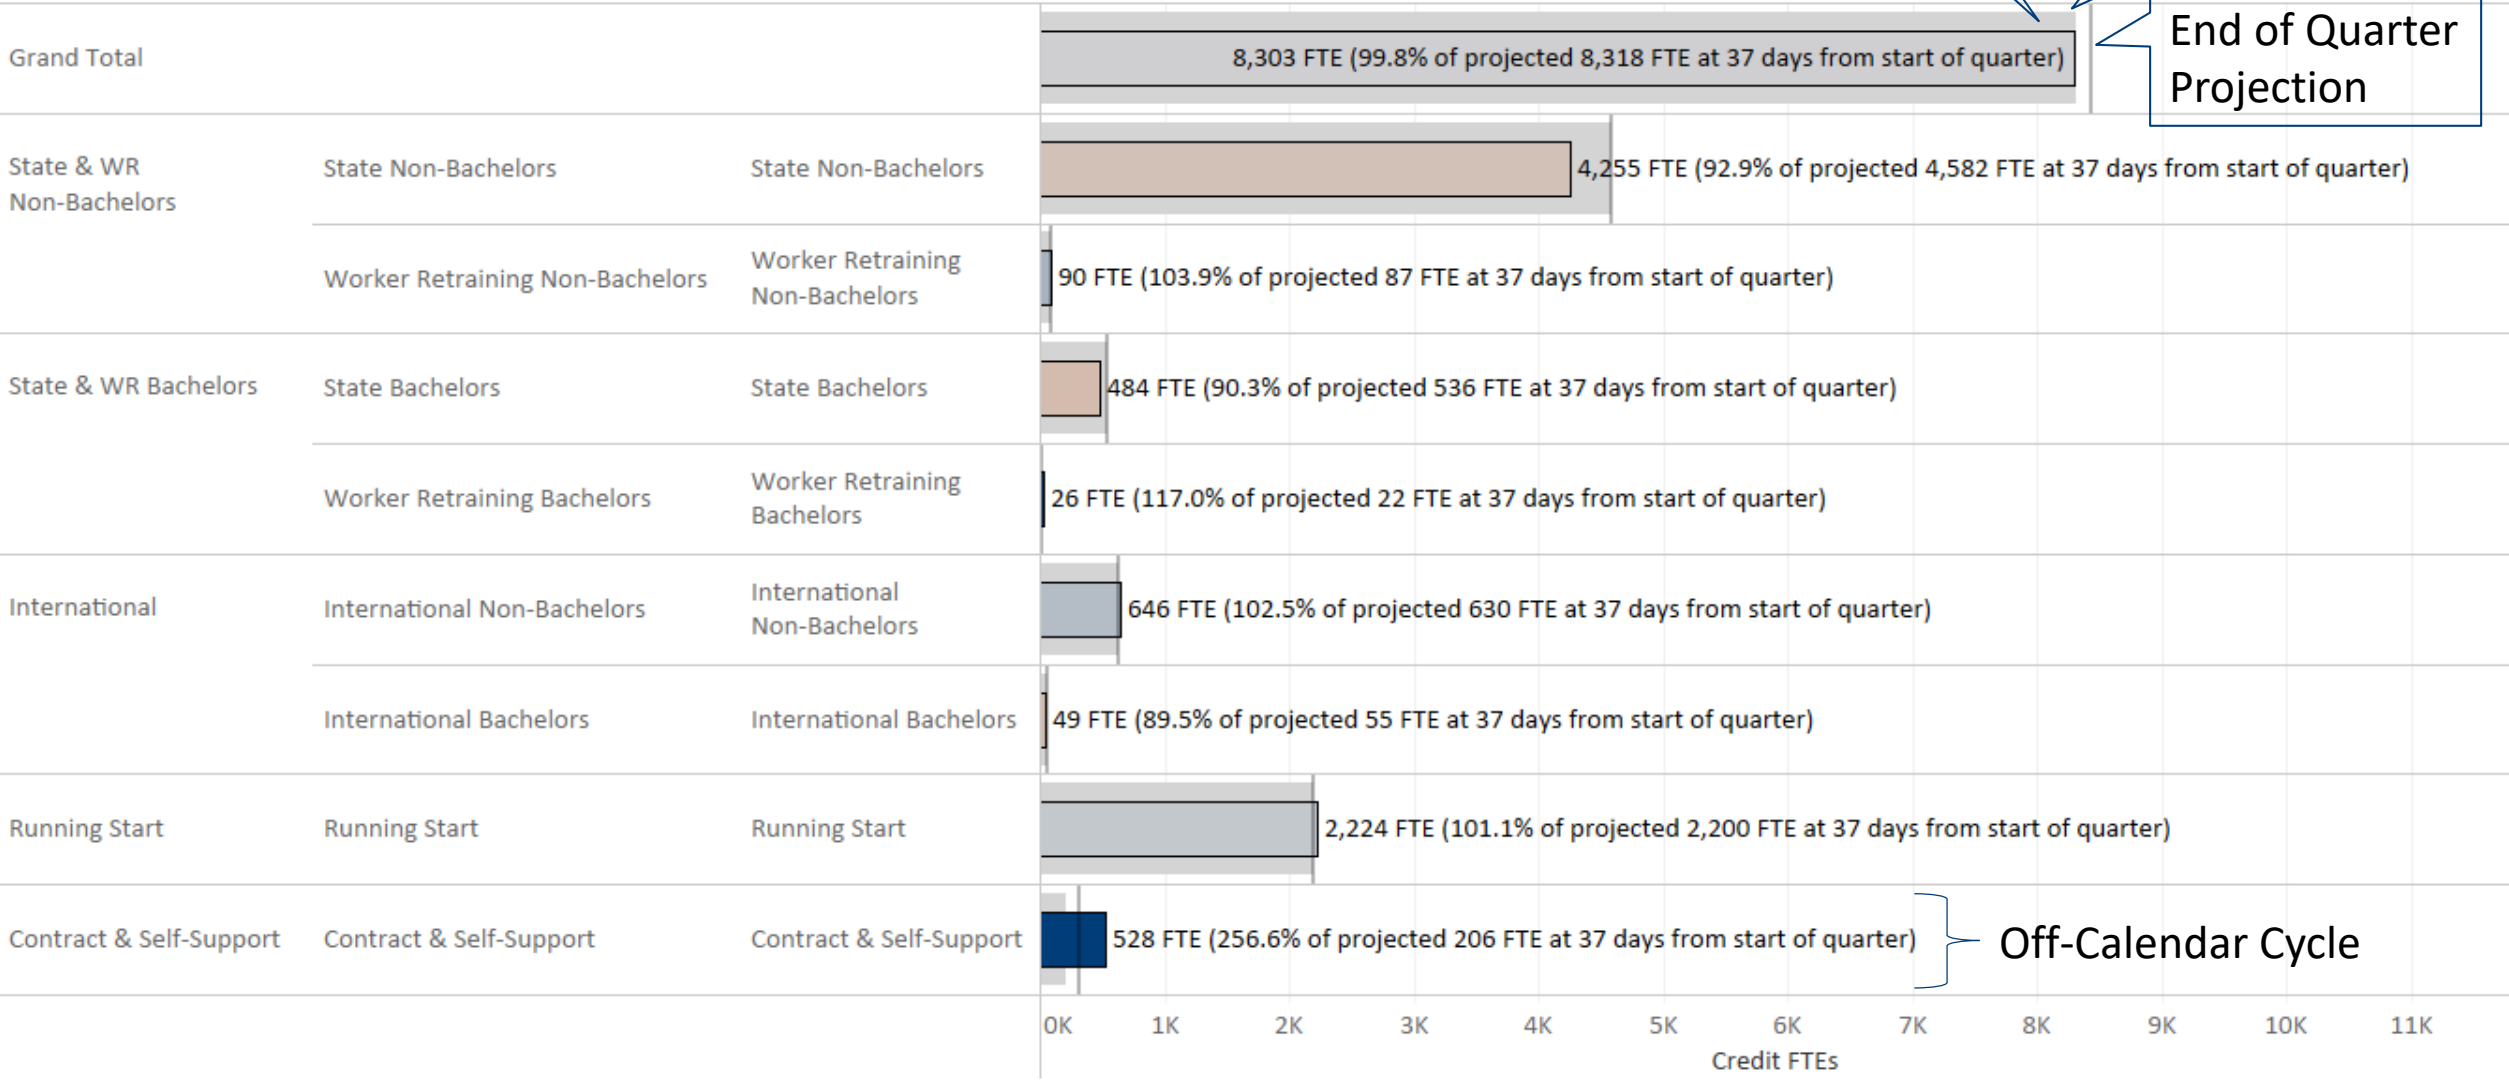 End of Quarter
Projection
Grand Total
8,303 FTE (99.8% of projected 8,318 FTE at 37 days from start of quarter)
State & WR
Non-Bachelors
State Non-Bachelors
State Non-Bachelors
4,255 FTE (92.9% of projected 4,582 FTE at 37 days from start of quarter)
Worker Retraining Non-Bachelors
Worker Retraining
Non-Bachelors
90 FTE (103.9% of projected 87 FTE at 37 days from start of quarter)
State & WR Bachelors
State Bachelors
State Bachelors
484 FTE (90.3% of projected 536 FTE at 37 days from start of quarter)
Worker Retraining Bachelors
Worker Retraining
Bachelors
26 FTE (117.0% of projected 22 FTE at 37 days from start of quarter)
International
International Non-Bachelors
International
Non-Bachelors
646 FTE (102.5% of projected 630 FTE at 37 days from start of quarter)
International Bachelors
International Bachelors
49 FTE (89.5% of projected 55 FTE at 37 days from start of quarter)
Running Start
Running Start
Running Start
2,224 FTE (101.1% of projected 2,200 FTE at 37 days from start of quarter)
Contract & Self-Support
Contract & Self-Support
Contract & Self-Support
528 FTE (256.6% of projected 206 FTE at 37 days from start of quarter)
Off-Calendar Cycle
0K 1K 2K 3K 4K 5K 6K 7K 8K 9K 10K 11K
Credit FTEs